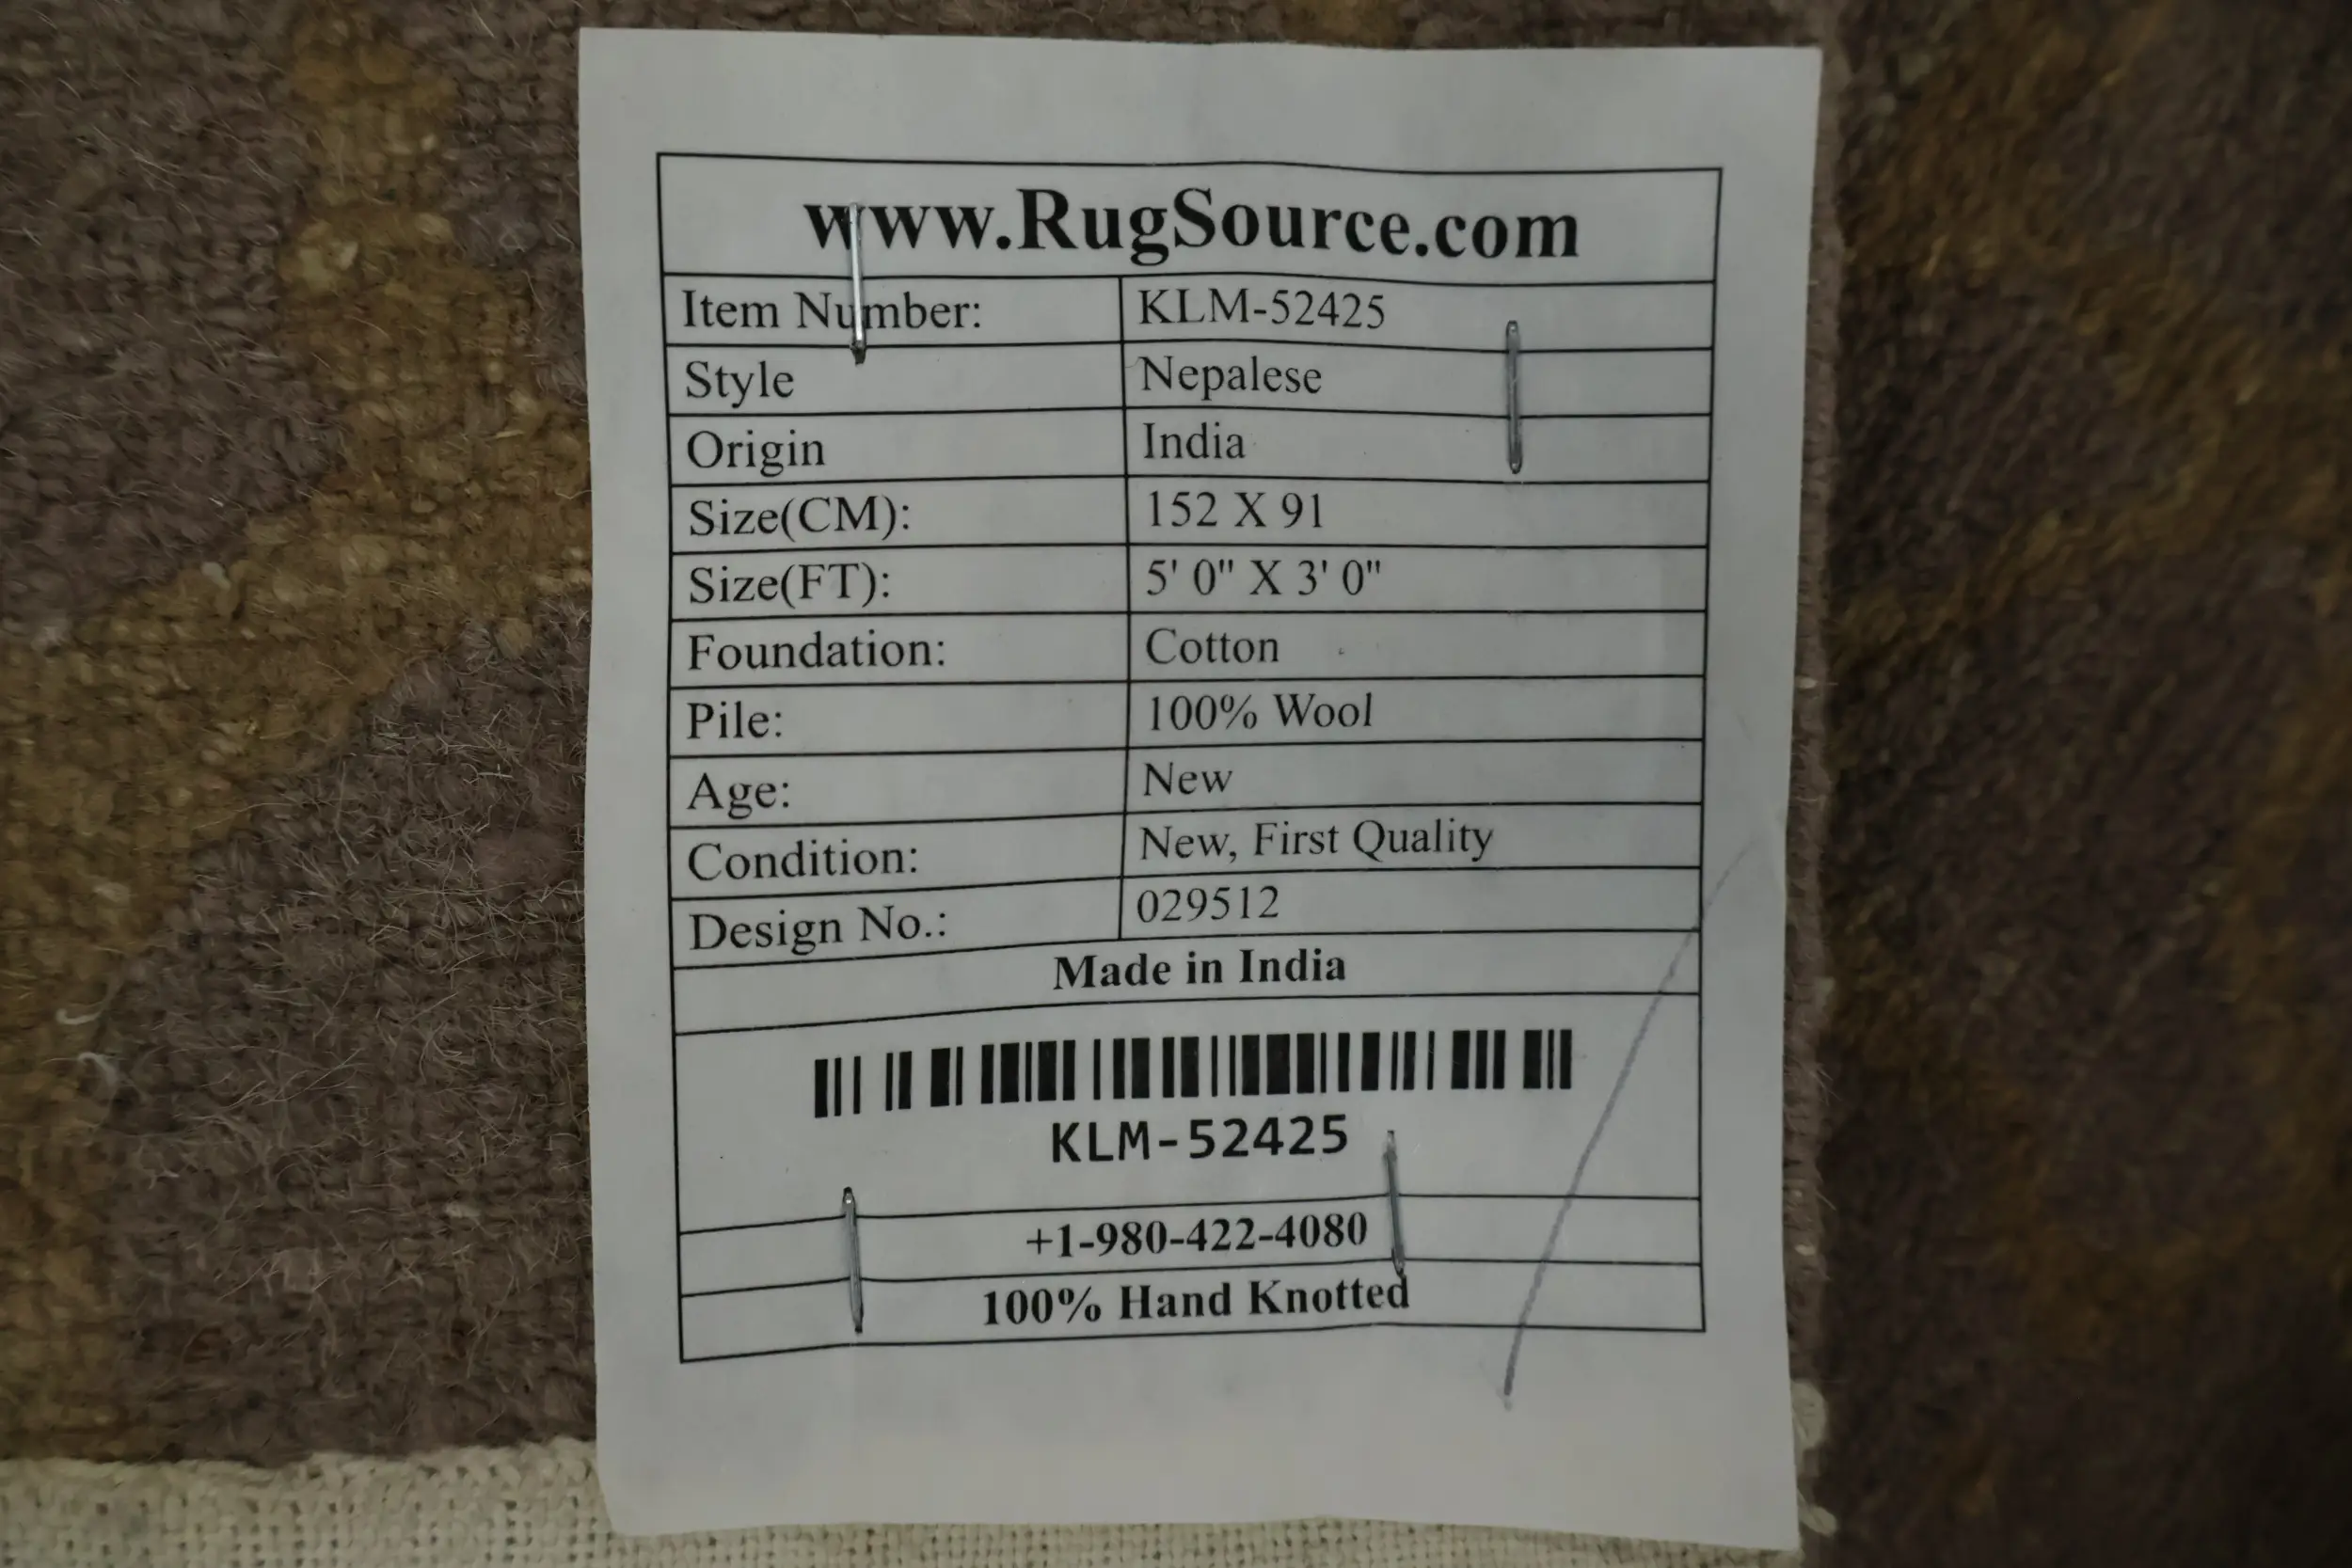 www.RugSource.com
Item Number: KLM-52425
Style Nepalese
Origin India
Size(CM): 152 X 91
Size(FT): 5' 0" X 3' 0"
Foundation: Cotton
Pile: 100% Wool
Age: New
Condition: New, First Quality
Design No.: 029512
Made in India
KLM-52425
+1-980-422-4080
100% Hand Knotted